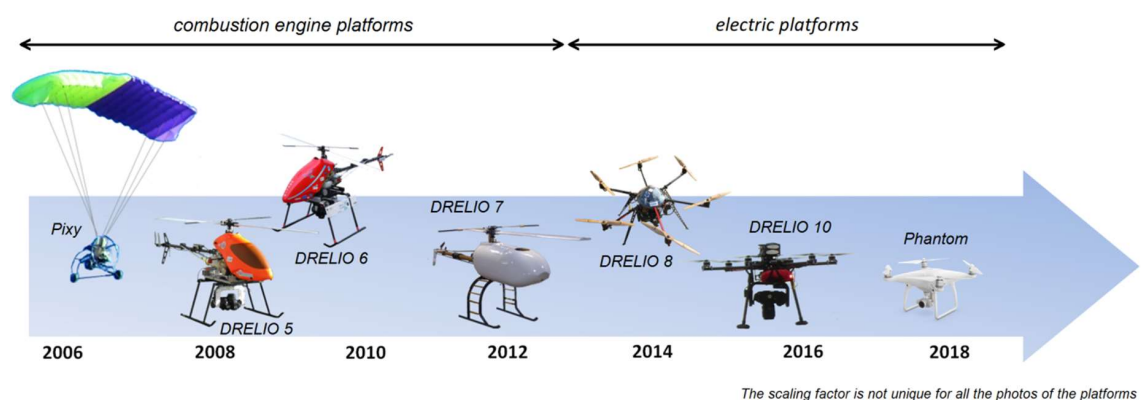 combustion engine platforms
electric platforms
Pixy
DRELIO 5
DRELIO 6
DRELIO 7
DRELIO 8
DRELIO 10
Phantom
2006
2008
2010
2012
2014
2016
2018
The scaling factor is not unique for all the photos of the platforms